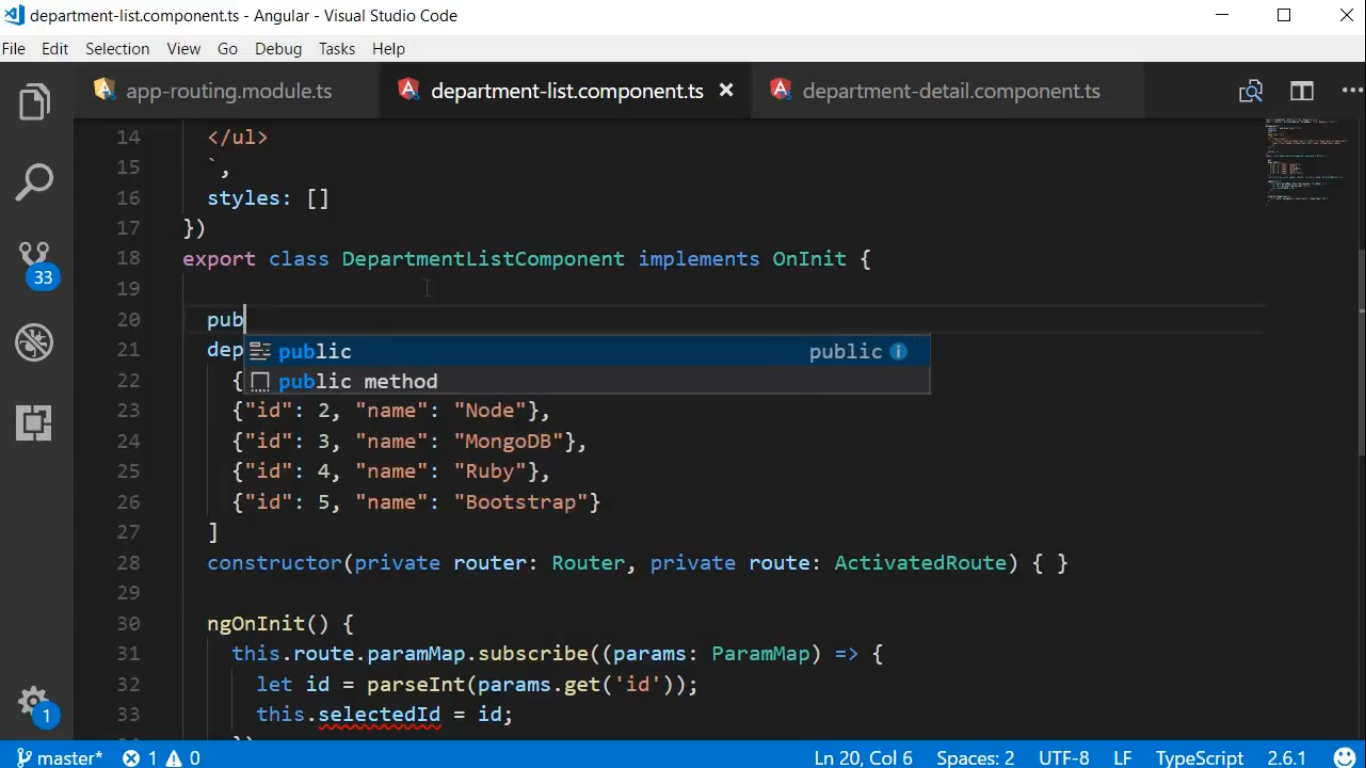 department-list.component.ts - Angular - Visual Studio Code
File Edit Selection View Go Debug Tasks Help
app-routing.module.ts department-list.component.ts department-detail.component.ts
14 </ul>
15 `,
16 styles: []
17 })
18 export class DepartmentListComponent implements OnInit {
19
20 pub
21 dep
public public
22 {
public method
23 {"id": 2, "name": "Node"},
24 {"id": 3, "name": "MongoDB"},
25 {"id": 4, "name": "Ruby"},
26 {"id": 5, "name": "Bootstrap"}
27 ]
28 constructor(private router: Router, private route: ActivatedRoute) { }
29
30 ngOnInit() {
31 this.route.paramMap.subscribe((params: ParamMap) => {
32 let id = parseInt(params.get('id'));
33 this.selectedId = id;
33
1
master* 1 0 Ln 20, Col 6 Spaces: 2 UTF-8 LF TypeScript 2.6.1